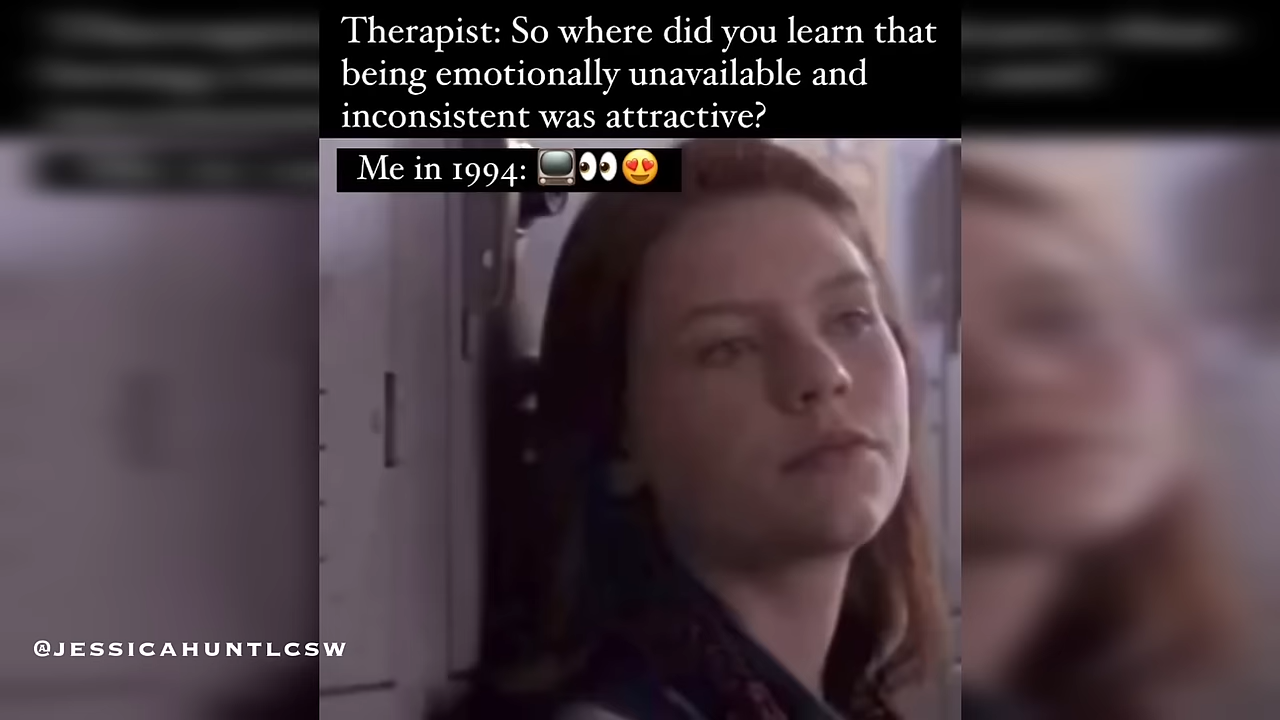 Therapist: So where did you learn that
being emotionally unavailable and
inconsistent was attractive?
Me in 1994: 📺👀😍
@JESSICAHUNTLCSW